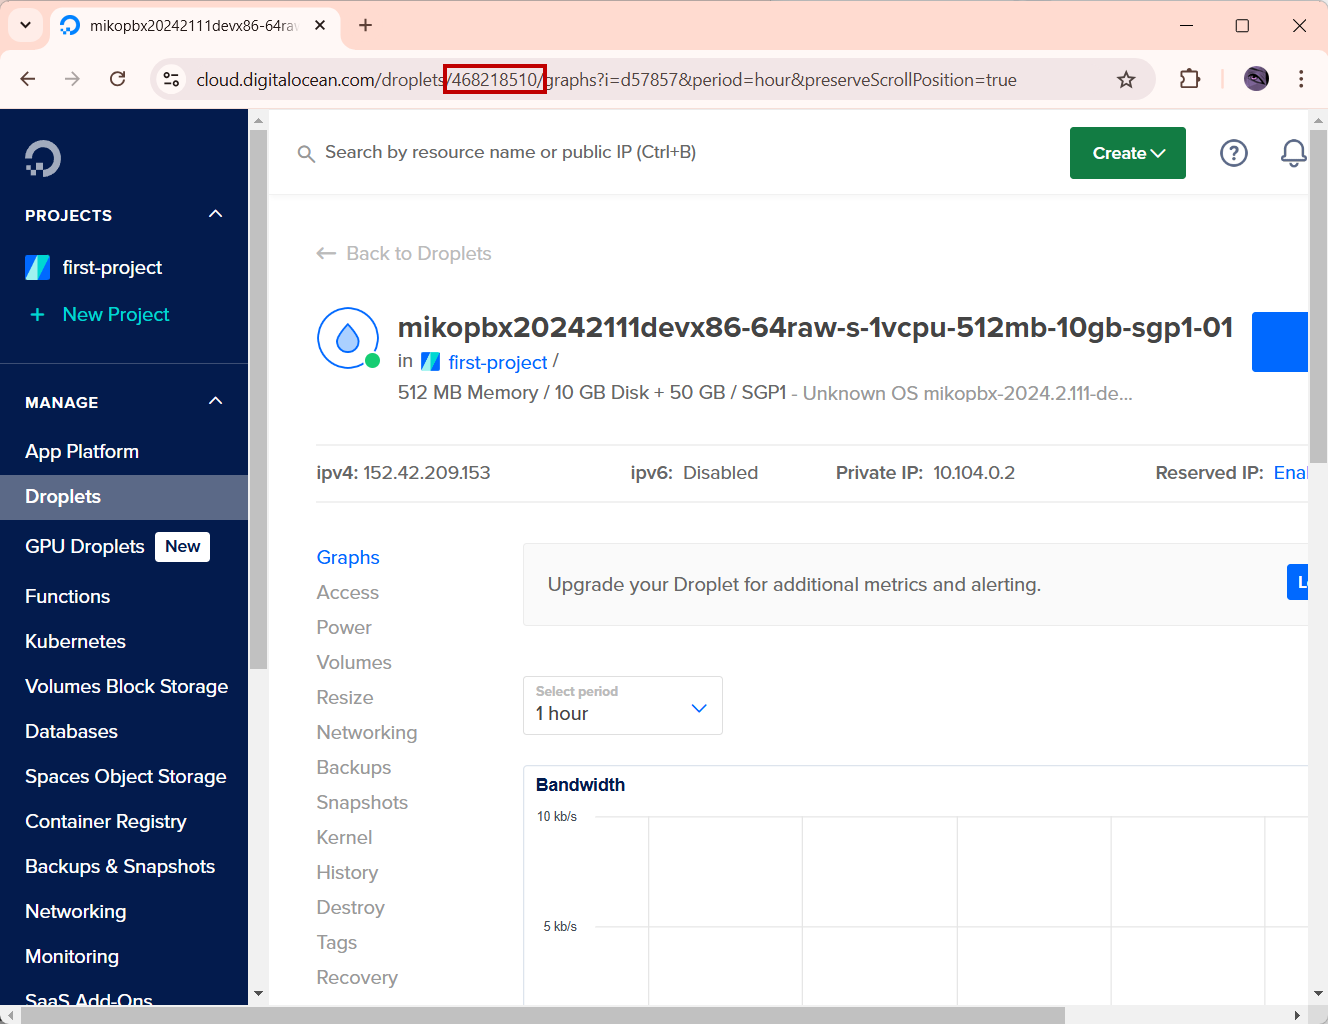 mikopbx20242111devx86-64raw
cloud.digitalocean.com/droplets/468218510/graphs?i=d57857&period=hour&preserveScrollPosition=true
Search by resource name or public IP (Ctrl+B)
Create
PROJECTS
first-project
+ New Project
MANAGE
App Platform
Droplets
GPU Droplets New
Functions
Kubernetes
Volumes Block Storage
Databases
Spaces Object Storage
Container Registry
Backups & Snapshots
Networking
Monitoring
SaaS Add-Ons
← Back to Droplets
mikopbx20242111devx86-64raw-s-1vcpu-512mb-10gb-sgp1-01
in first-project /
512 MB Memory / 10 GB Disk + 50 GB / SGP1 - Unknown OS mikopbx-2024.2.111-de...
ipv4: 152.42.209.153 ipv6: Disabled Private IP: 10.104.0.2 Reserved IP: Enal
Graphs
Access
Power
Volumes
Resize
Networking
Backups
Snapshots
Kernel
History
Destroy
Tags
Recovery
Upgrade your Droplet for additional metrics and alerting.
Select period
1 hour
Bandwidth
10 kb/s
5 kb/s